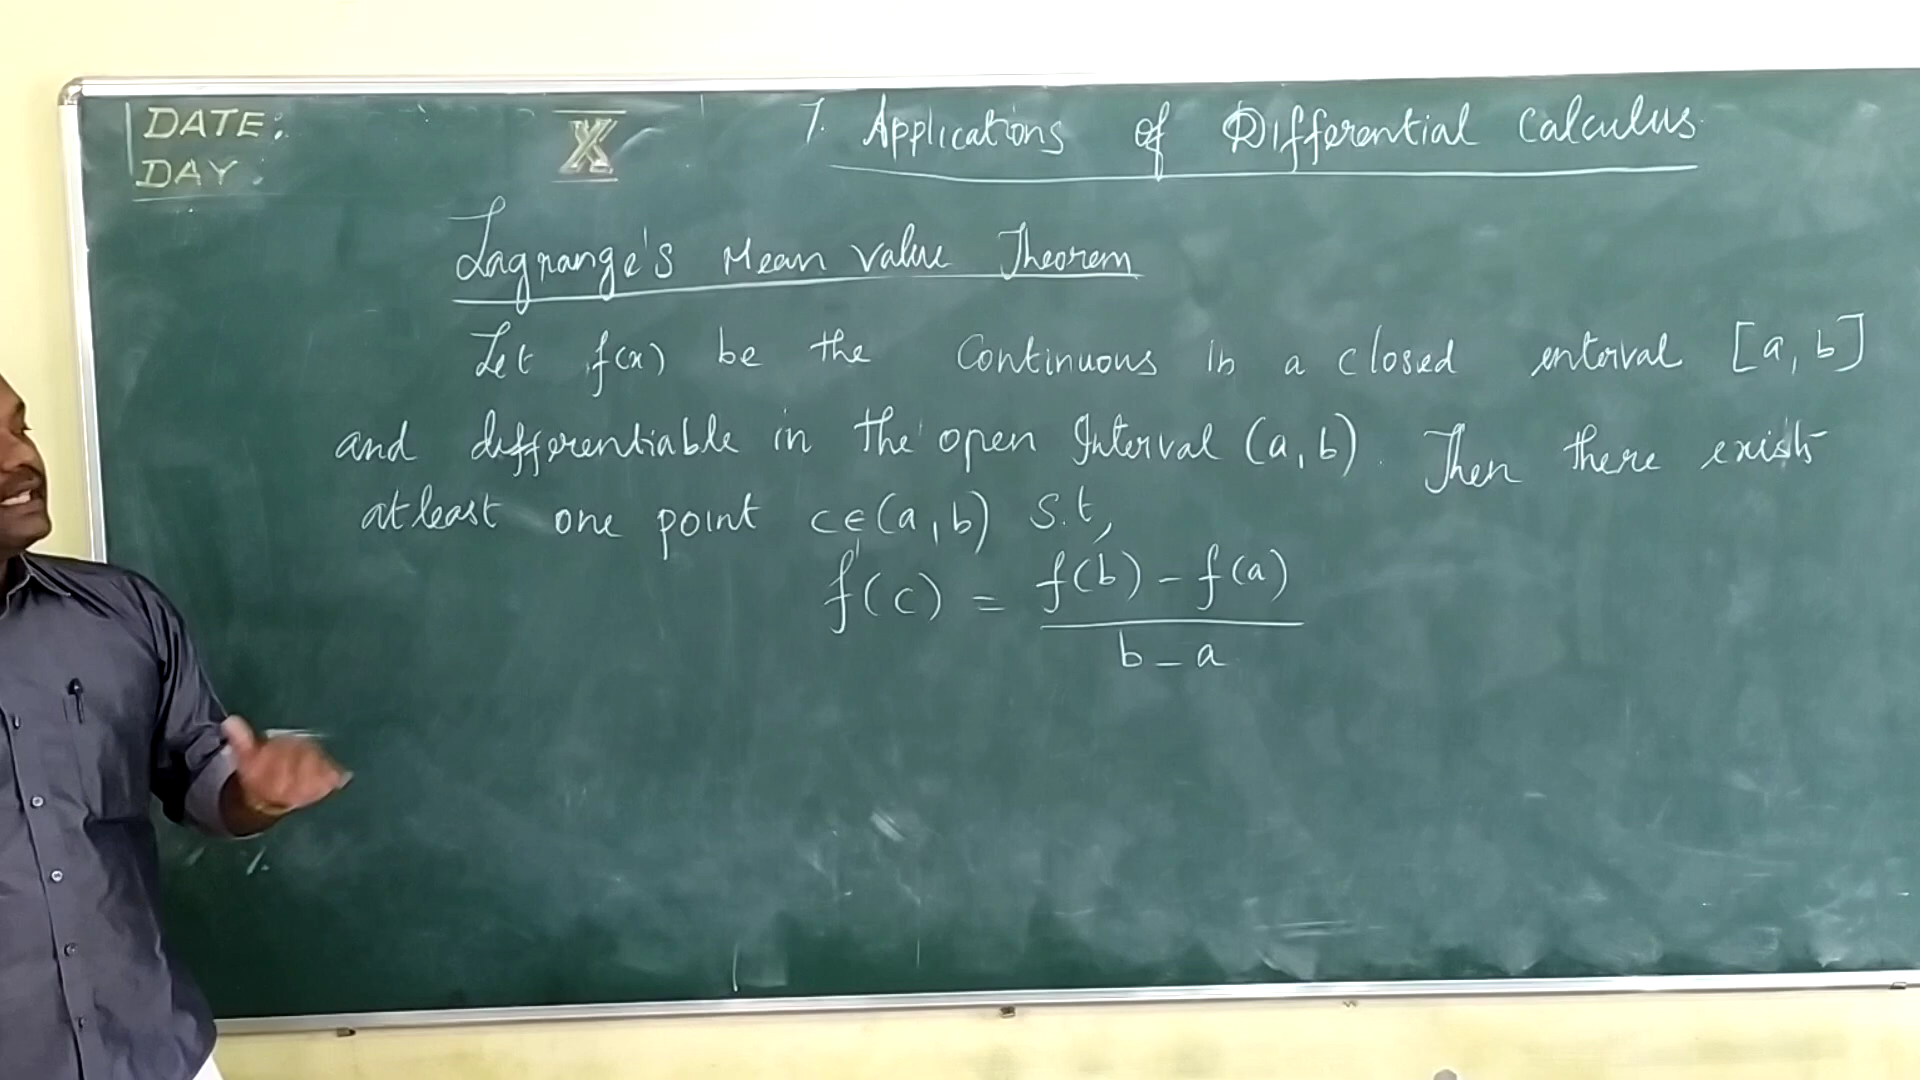 DATE:
DAY:
X
7. Applications of Differential Calculus
Lagrange's Mean value Theorem
Let f(x) be the Continuous in a closed interval [a, b]
and differentiable in the open Interval (a, b). Then there exists
atleast one point c∈(a, b) s.t,
f'(c) = f(b) - f(a)
b - a